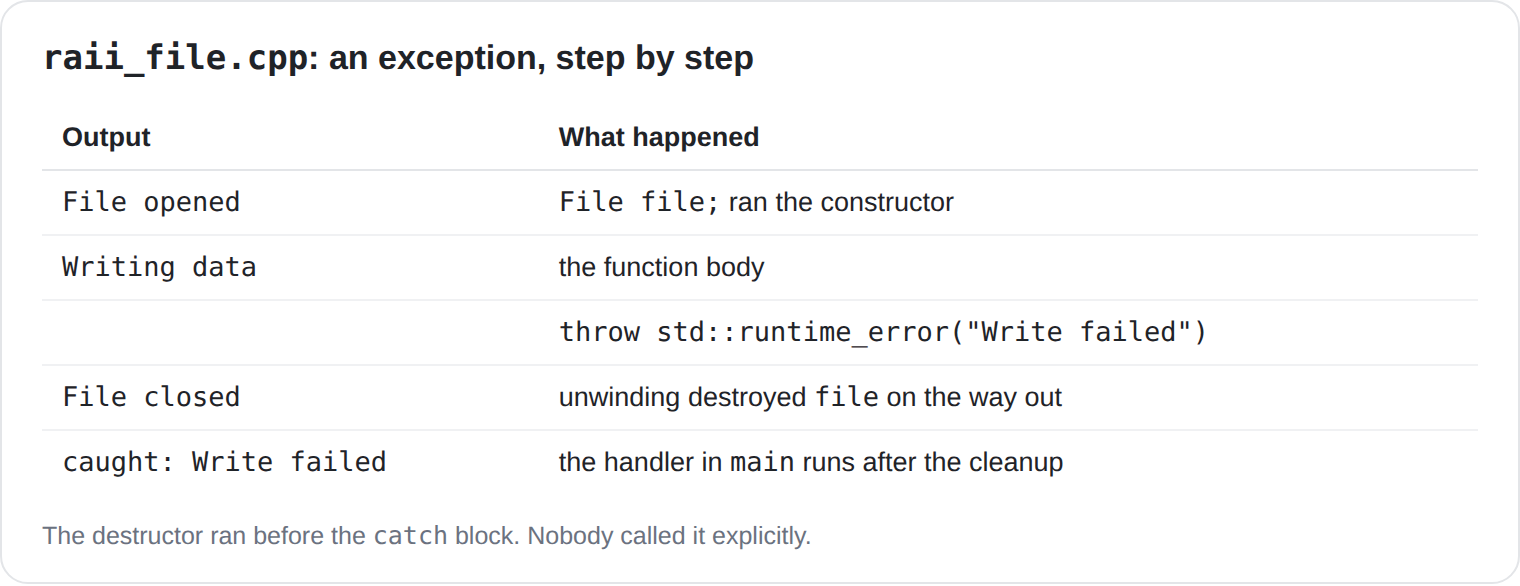 raii_file.cpp: an exception, step by step
Output What happened
File opened File file; ran the constructor
Writing data the function body
throw std::runtime_error("Write failed")
File closed unwinding destroyed file on the way out
caught: Write failed the handler in main runs after the cleanup
The destructor ran before the catch block. Nobody called it explicitly.